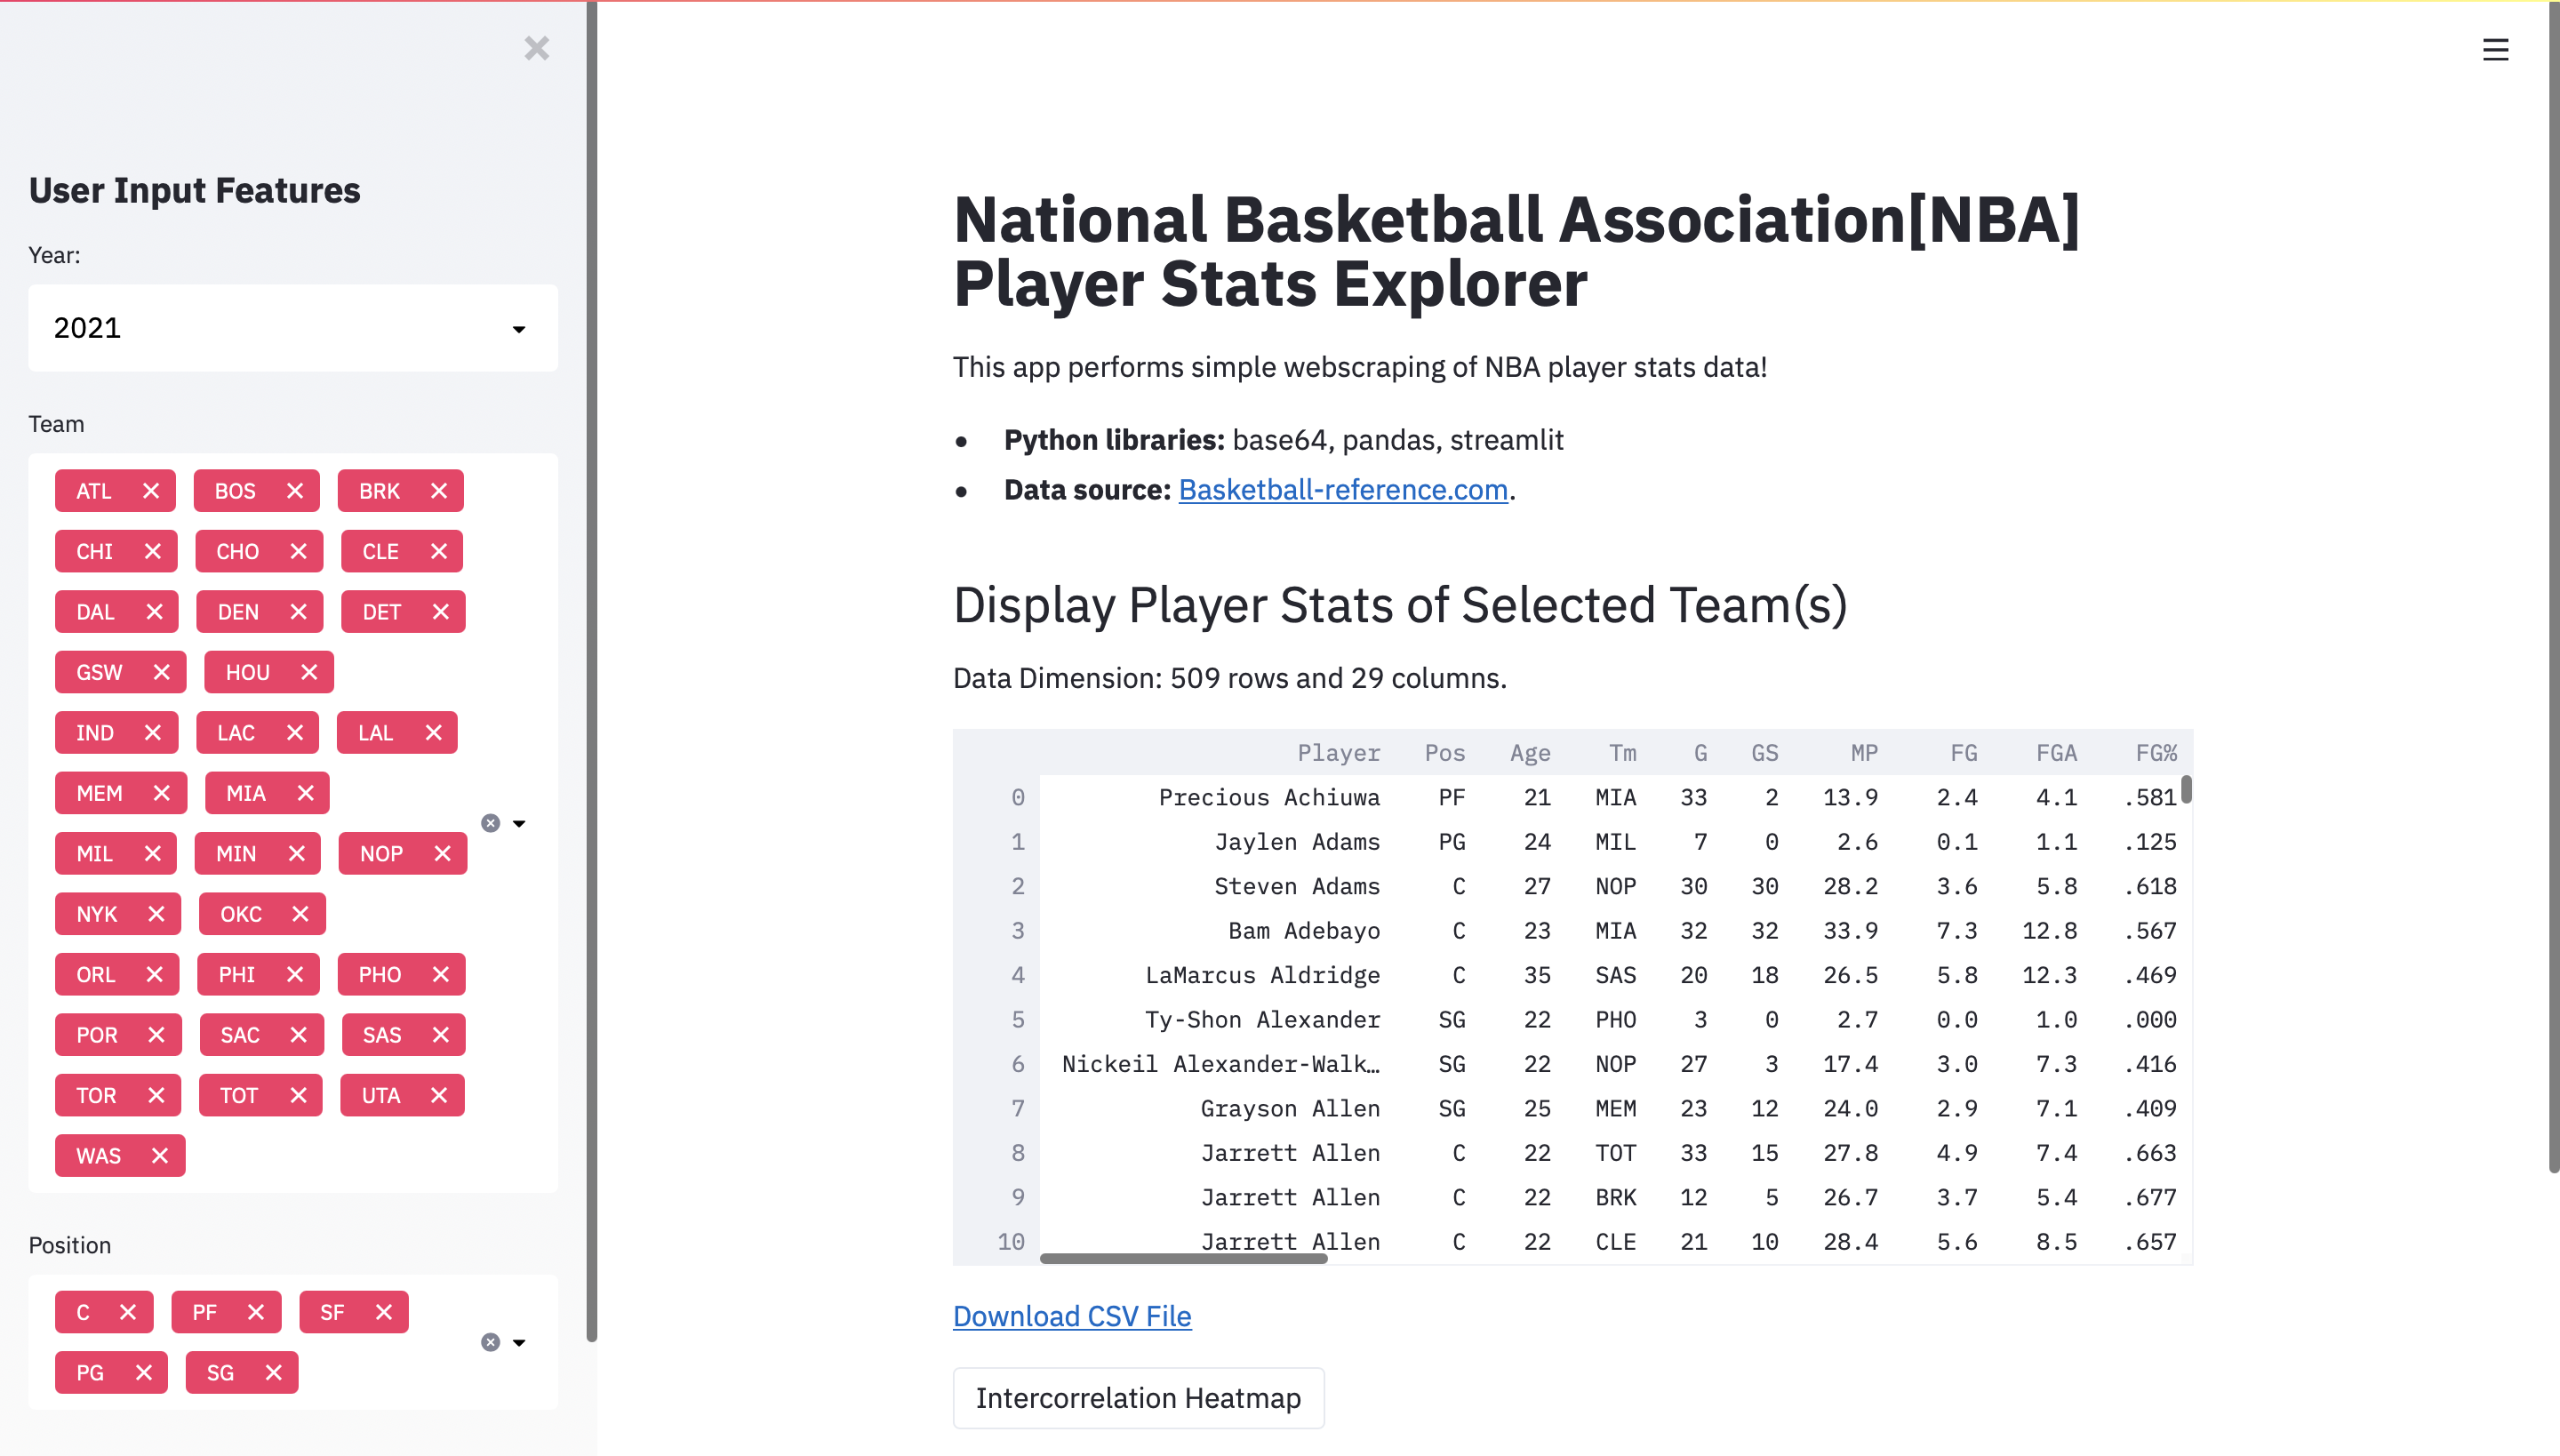 User Input Features
Year:
2021
Team
ATL BOS BRK
CHI CHO CLE
DAL DEN DET
GSW HOU
IND LAC LAL
MEM MIA
MIL MIN NOP
NYK OKC
ORL PHI PHO
POR SAC SAS
TOR TOT UTA
WAS
Position
C PF SF
PG SG
National Basketball Association[NBA]
Player Stats Explorer
This app performs simple webscraping of NBA player stats data!
• Python libraries: base64, pandas, streamlit
• Data source: Basketball-reference.com.
Display Player Stats of Selected Team(s)
Data Dimension: 509 rows and 29 columns.
Player Pos Age Tm G GS MP FG FGA FG%
0 Precious Achiuwa PF 21 MIA 33 2 13.9 2.4 4.1 .581
1 Jaylen Adams PG 24 MIL 7 0 2.6 0.1 1.1 .125
2 Steven Adams C 27 NOP 30 30 28.2 3.6 5.8 .618
3 Bam Adebayo C 23 MIA 32 32 33.9 7.3 12.8 .567
4 LaMarcus Aldridge C 35 SAS 20 18 26.5 5.8 12.3 .469
5 Ty-Shon Alexander SG 22 PHO 3 0 2.7 0.0 1.0 .000
6 Nickeil Alexander-Walk… SG 22 NOP 27 3 17.4 3.0 7.3 .416
7 Grayson Allen SG 25 MEM 23 12 24.0 2.9 7.1 .409
8 Jarrett Allen C 22 TOT 33 15 27.8 4.9 7.4 .663
9 Jarrett Allen C 22 BRK 12 5 26.7 3.7 5.4 .677
10 Jarrett Allen C 22 CLE 21 10 28.4 5.6 8.5 .657
Download CSV File
Intercorrelation Heatmap